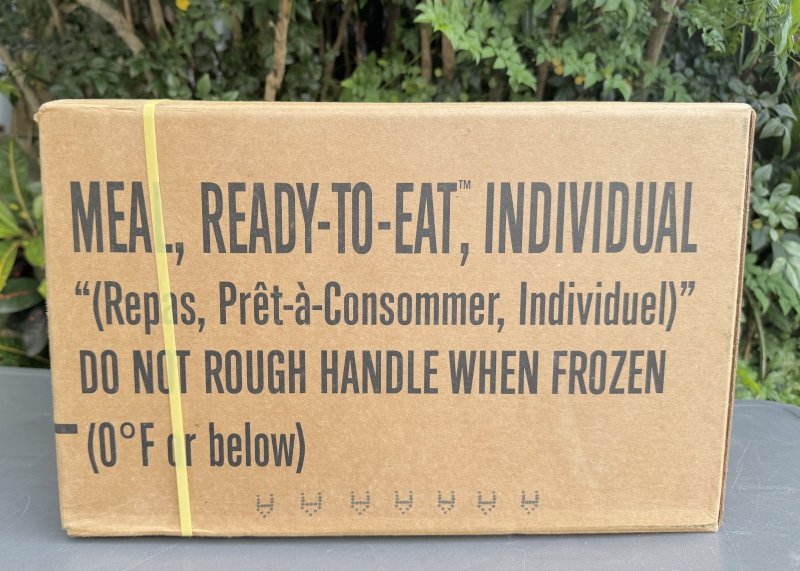 MEAL, READY-TO-EAT™, INDIVIDUAL
“(Repas, Prêt-à-Consommer, Individuel)”
DO NOT ROUGH HANDLE WHEN FROZEN
(0°F or below)